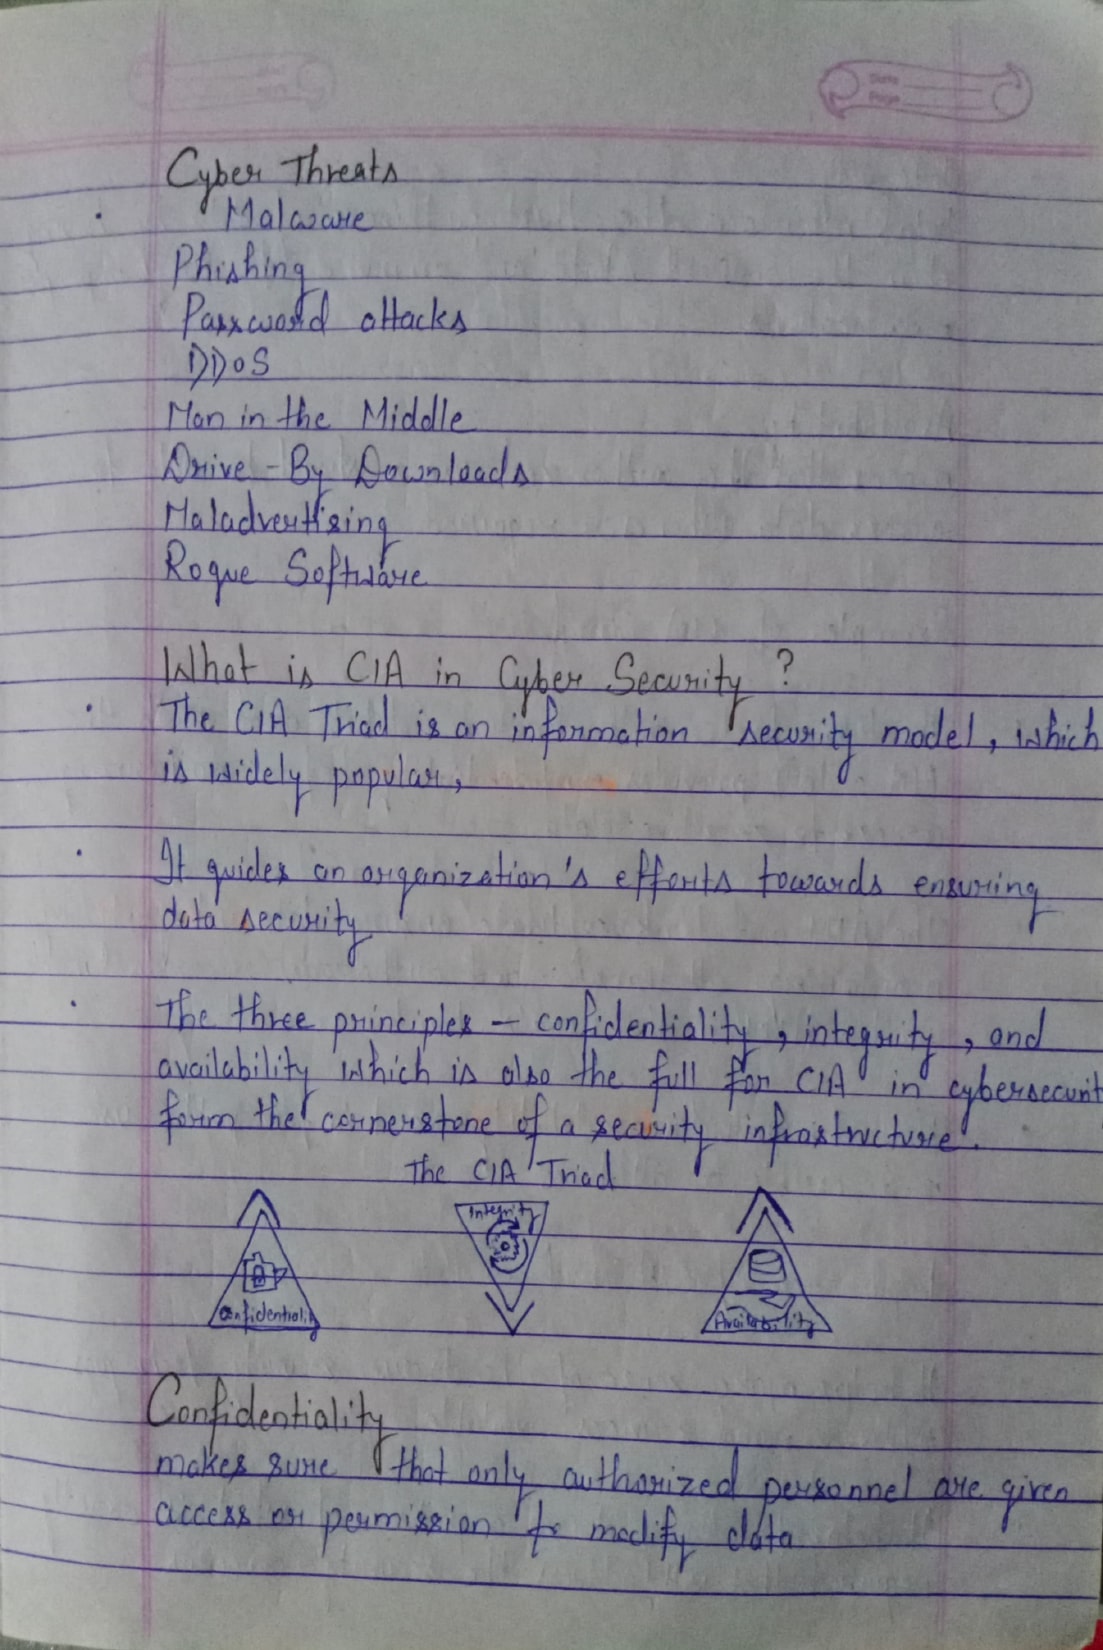 Date
Page
Cyber Threats
Malware
Phishing
Password attacks
DDoS
Man in the Middle
Drive-By Downloads
Maladvertising
Rogue Software
What is CIA in Cyber Security ?
The CIA Triad is an information security model, which
is widely popular,
It guides an organization's efforts towards ensuring
data security
The three principles - confidentiality, integrity, and
availability which is also the full for CIA in cybersecurit
form the cornerstone of a security infrastructure.
The CIA Triad
Confidentiality
Integrity
Availability
Confidentiality
makes sure that only authorized personnel are given
access or permission to modify data